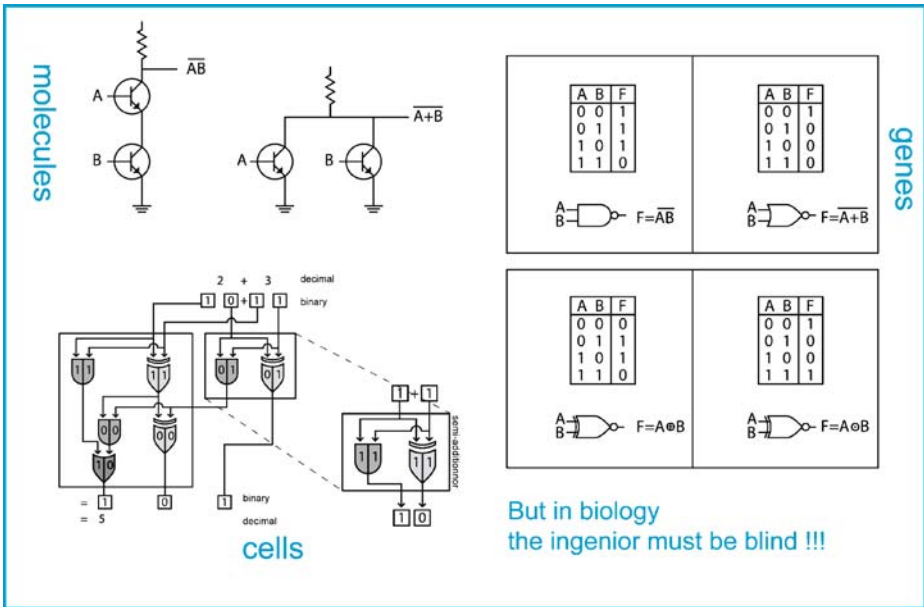 molecules
A̅B̅
A
B
A̅+̅B̅
A
B
A B F
0 0 1
0 1 1
1 0 1
1 1 0
A
B
F=A̅B̅
A B F
0 0 1
0 1 0
1 0 0
1 1 0
A
B
F=A̅+̅B̅
genes
2 + 3 decimal
1 0 + 1 1 binary
1 1
1 1
0 1
0 1
0 0
0 0
1 0
= 1 0 1 binary
= 5 decimal
1 + 1
1 1
1 1
semi-additionnor
1 0
cells
A B F
0 0 0
0 1 1
1 0 1
1 1 0
A
B
F=A⊕B
A B F
0 0 1
0 1 0
1 0 0
1 1 1
A
B
F=A⊙B
But in biology
the ingenior must be blind !!!